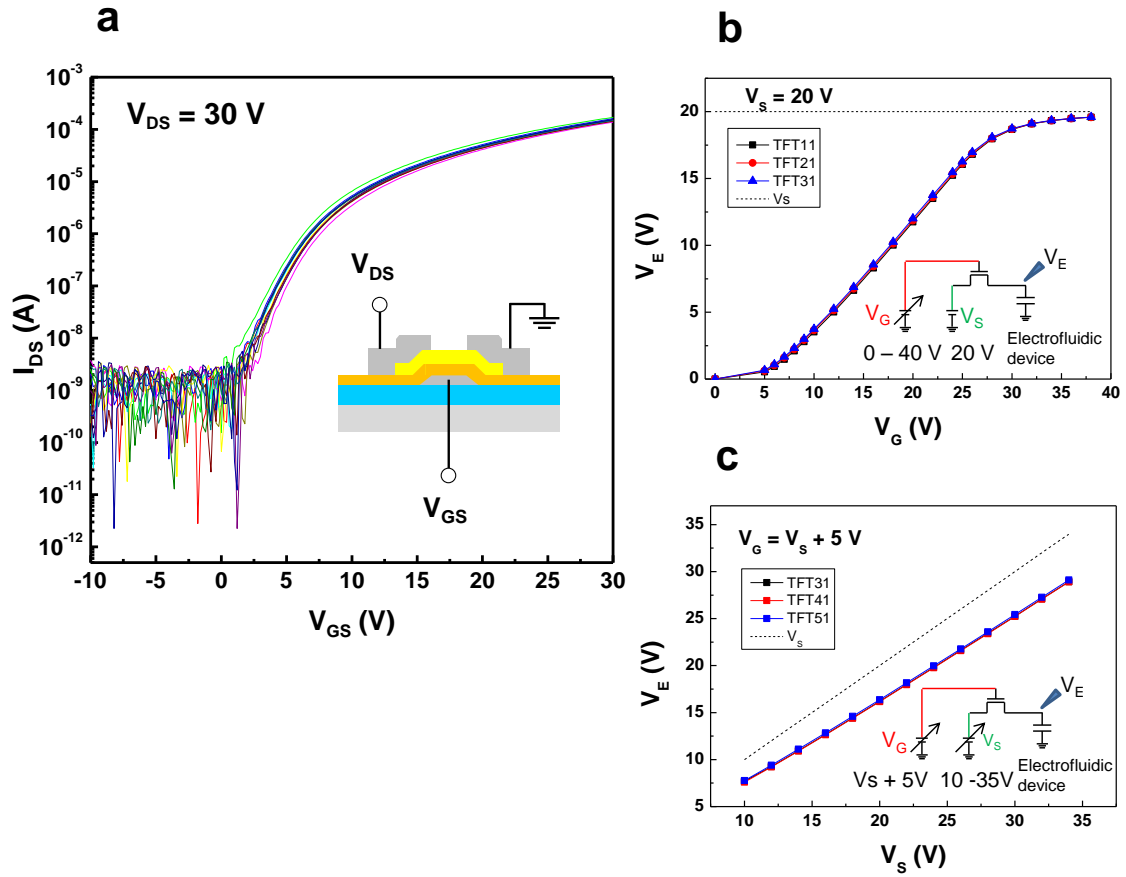 a
V_DS = 30 V
10^-3
10^-4
10^-5
10^-6
10^-7
10^-8
10^-9
10^-10
10^-11
10^-12
I_DS (A)
-10 -5 0 5 10 15 20 25 30
V_GS (V)
V_DS
V_GS
b
V_S = 20 V
TFT11
TFT21
TFT31
Vs
20
15
10
5
0
V_E (V)
V_E
V_G
V_S
0 – 40 V 20 V
Electrofluidic
device
0 5 10 15 20 25 30 35 40
V_G (V)
c
V_G = V_S + 5 V
TFT31
TFT41
TFT51
V_s
35
30
25
20
15
10
5
V_E (V)
V_E
V_G
V_s
Vs + 5V 10 -35V
Electrofluidic
device
10 15 20 25 30 35
V_S (V)